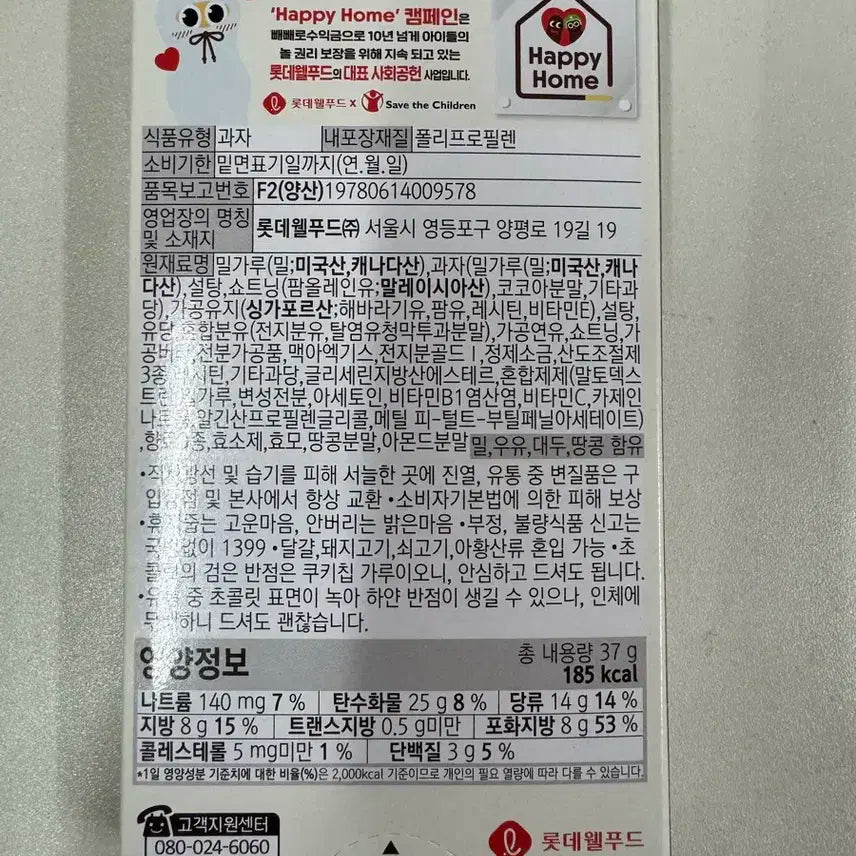 'Happy Home' 캠페인은
빼빼로수익금으로 10년 넘게 아이들의
놀 권리 보장을 위해 지속 되고 있는
롯데웰푸드의 대표 사회공헌 사업입니다.
롯데웰푸드 x Save the Children
Happy
Home
식품유형 과자 내포장재질 폴리프로필렌
소비기한 밑면표기일까지(연.월.일)
품목보고번호 F2(양산)19780614009578
영업장의 명칭
및 소재지 롯데웰푸드㈜ 서울시 영등포구 양평로 19길 19
원재료명 밀가루(밀;미국산,캐나다산),과자(밀가루(밀;미국산,캐나
다산),설탕,쇼트닝(팜올레인유;말레이시아산),코코아분말,기타과
당),가공유지(싱가포르산;해바라기유,팜유,레시틴,비타민E),설탕,
유당,혼합분유(전지분유,탈염유청막투과분말),가공연유,쇼트닝,가
공버터,전분가공품,맥아엑기스,전지분골드Ⅰ,정제소금,산도조절제
3종,레시틴,기타과당,글리세린지방산에스테르,혼합제제(말토덱스
트린,밀가루,변성전분,아세토인,비타민B1염산염,비타민C,카제인
나트륨,알긴산프로필렌글리콜,메틸 피-털트-부틸페닐아세테이트)
,향료 종,효소제,효모,땅콩분말,아몬드분말 밀,우유,대두,땅콩 함유
•직사광선 및 습기를 피해 서늘한 곳에 진열, 유통 중 변질품은 구
입상점 및 본사에서 항상 교환 •소비자기본법에 의한 피해 보상
•휴지 줍는 고운마음, 안버리는 밝은마음 •부정, 불량식품 신고는
국번없이 1399 •달걀,돼지고기,쇠고기,아황산류 혼입 가능 •초
콜릿의 검은 반점은 쿠키칩 가루이오니, 안심하고 드셔도 됩니다.
•유통 중 초콜릿 표면이 녹아 하얀 반점이 생길 수 있으나, 인체에
무해하니 드셔도 괜찮습니다.
영양정보 총 내용량 37 g
185 kcal
나트륨 140 mg 7 % 탄수화물 25 g 8 % 당류 14 g 14 %
지방 8 g 15 % 트랜스지방 0.5 g미만 포화지방 8 g 53 %
콜레스테롤 5 mg미만 1 % 단백질 3 g 5 %
*1일 영양성분 기준치에 대한 비율(%)은 2,000kcal 기준이므로 개인의 필요 열량에 따라 다를 수 있습니다.
고객지원센터
080-024-6060
롯데웰푸드